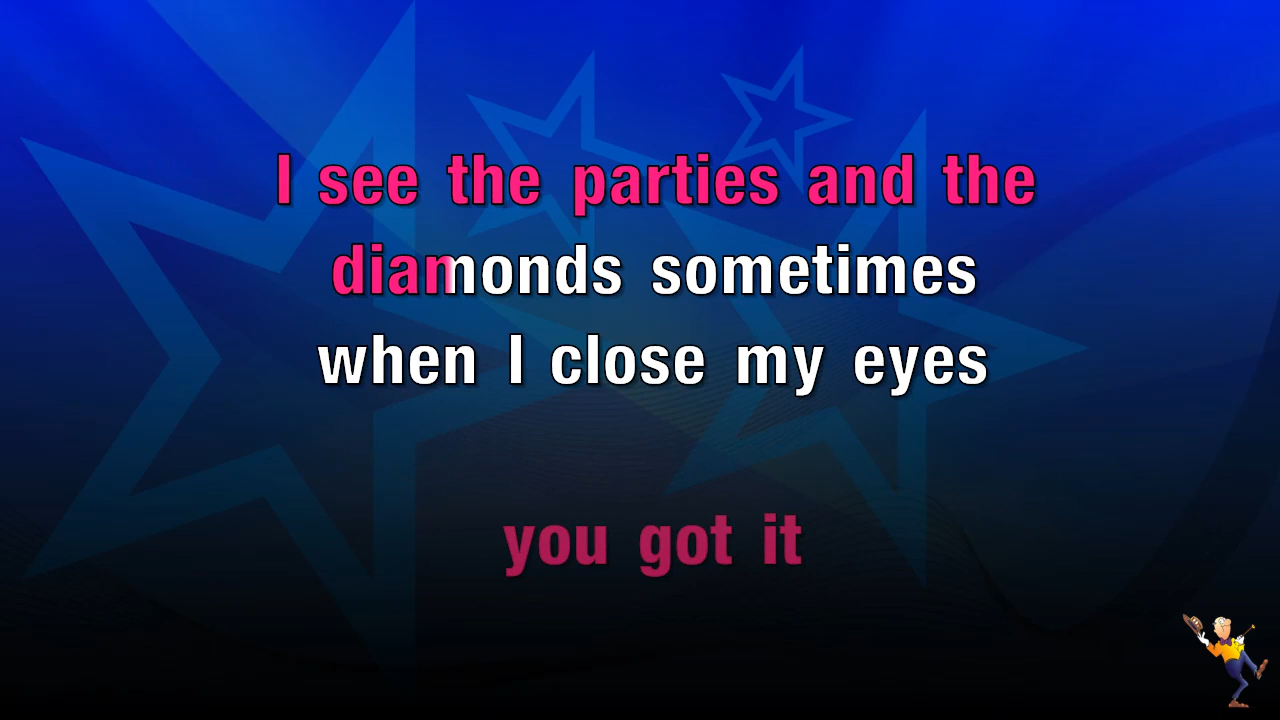 I see the parties and the
diamonds sometimes
when I close my eyes
you got it